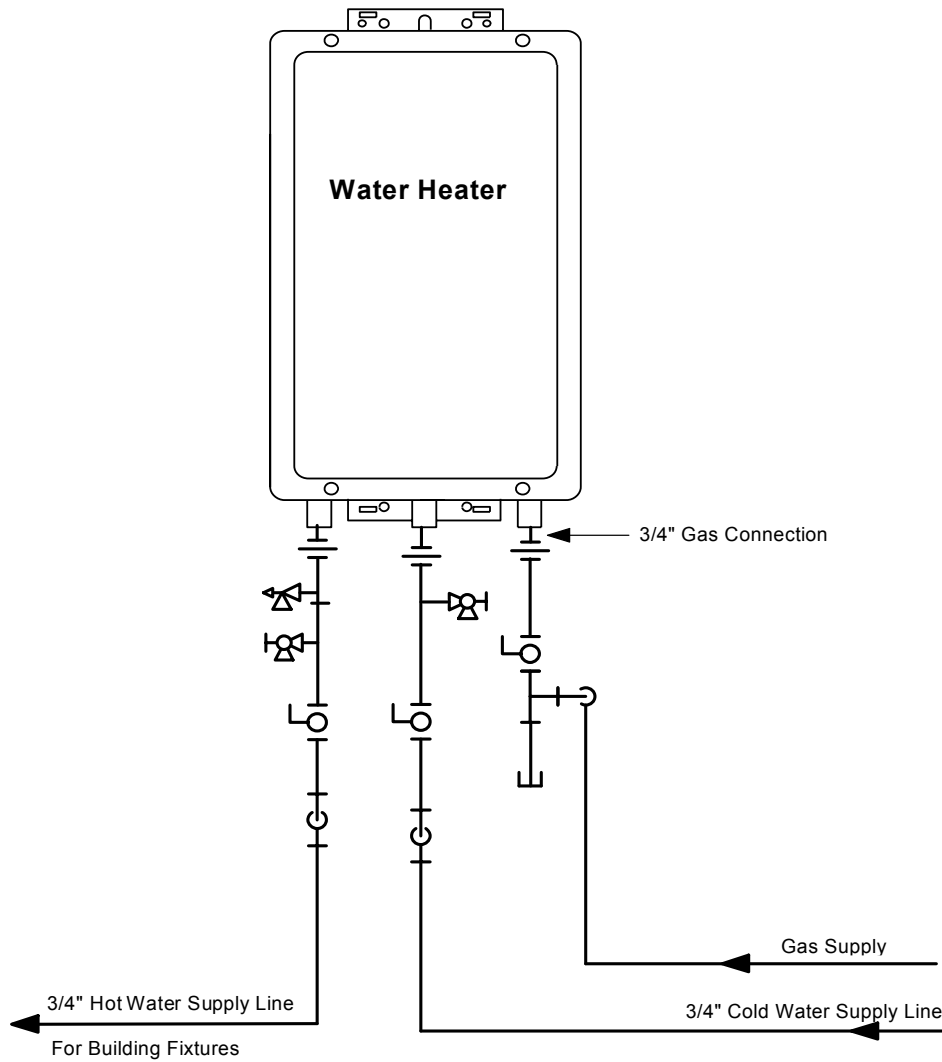 Water Heater
3/4" Gas Connection
Gas Supply
3/4" Hot Water Supply Line
3/4" Cold Water Supply Line
For Building Fixtures